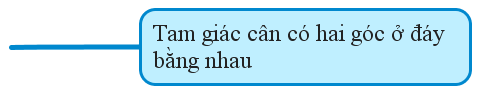 Tam giác cân có hai góc ở đáy
bằng nhau